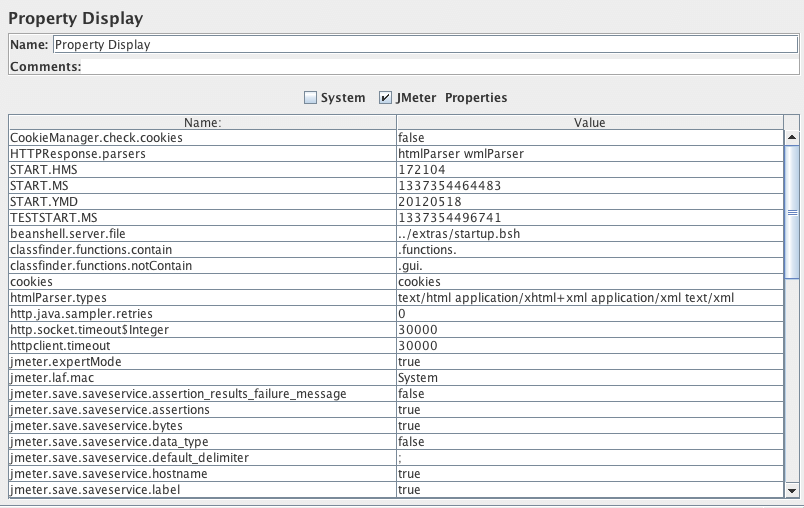 Property Display
Name: Property Display
Comments:
System JMeter Properties
Name: Value
CookieManager.check.cookies false
HTTPResponse.parsers htmlParser wmlParser
START.HMS 172104
START.MS 1337354464483
START.YMD 20120518
TESTSTART.MS 1337354496741
beanshell.server.file ../extras/startup.bsh
classfinder.functions.contain .functions.
classfinder.functions.notContain .gui.
cookies cookies
htmlParser.types text/html application/xhtml+xml application/xml text/xml
http.java.sampler.retries 0
http.socket.timeout$Integer 30000
httpclient.timeout 30000
jmeter.expertMode true
jmeter.laf.mac System
jmeter.save.saveservice.assertion_results_failure_message false
jmeter.save.saveservice.assertions true
jmeter.save.saveservice.bytes true
jmeter.save.saveservice.data_type false
jmeter.save.saveservice.default_delimiter ;
jmeter.save.saveservice.hostname true
jmeter.save.saveservice.label true